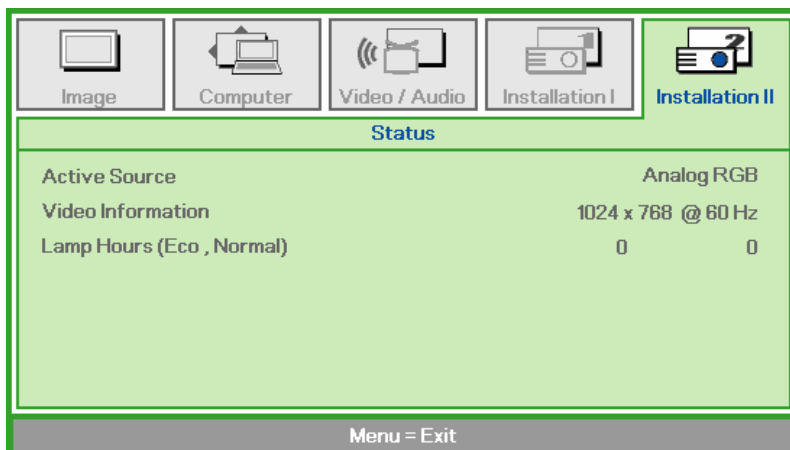 Image Computer Video / Audio Installation I Installation II
Status
Active Source Analog RGB
Video Information 1024 x 768 @ 60 Hz
Lamp Hours (Eco , Normal) 0 0
Menu = Exit